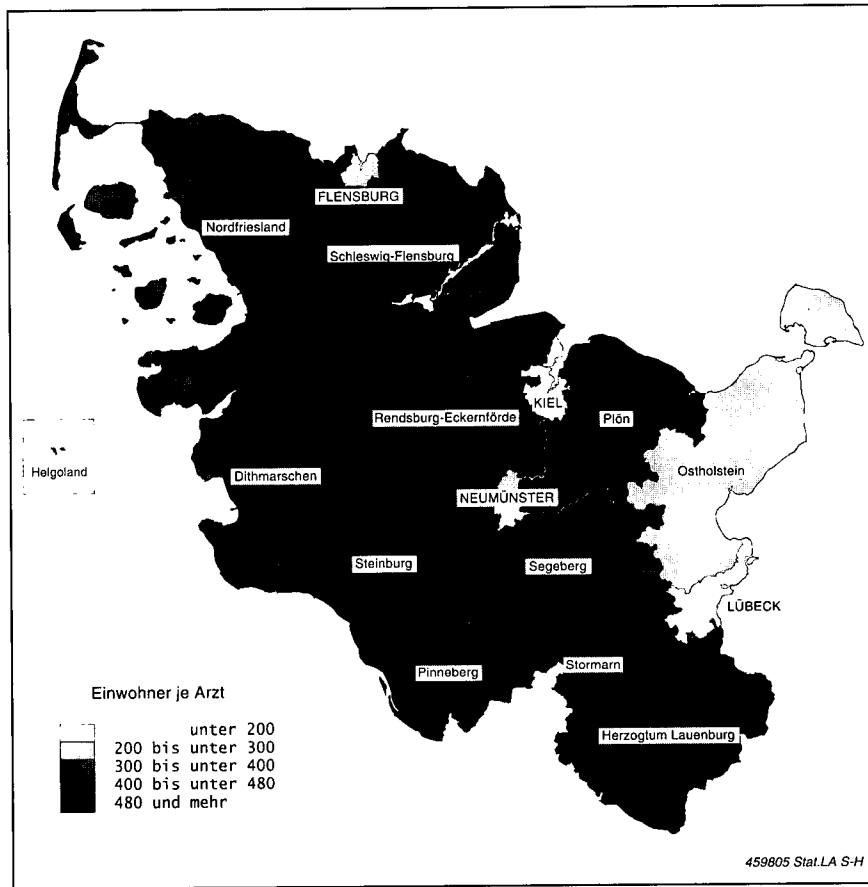 FLENSBURG
Nordfriesland
Schleswig-Flensburg
KIEL
Rendsburg-Eckernförde
Plön
Helgoland
Dithmarschen
Ostholstein
NEUMÜNSTER
Steinburg
Segeberg
LÜBECK
Stormarn
Pinneberg
Herzogtum Lauenburg
Einwohner je Arzt
unter 200
200 bis unter 300
300 bis unter 400
400 bis unter 480
480 und mehr
459805 Stat.LA S-H